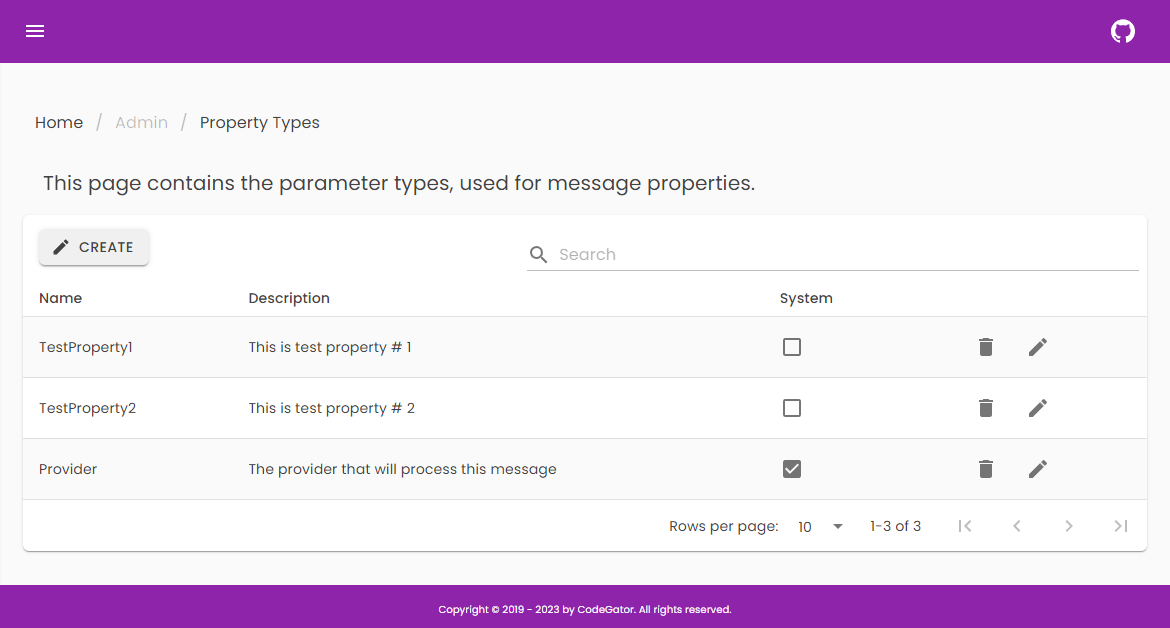 Home / Admin / Property Types
This page contains the parameter types, used for message properties.
CREATE
Search
Name Description System
TestProperty1 This is test property # 1
TestProperty2 This is test property # 2
Provider The provider that will process this message
Rows per page: 10 1-3 of 3
Copyright © 2019 - 2023 by CodeGator. All rights reserved.